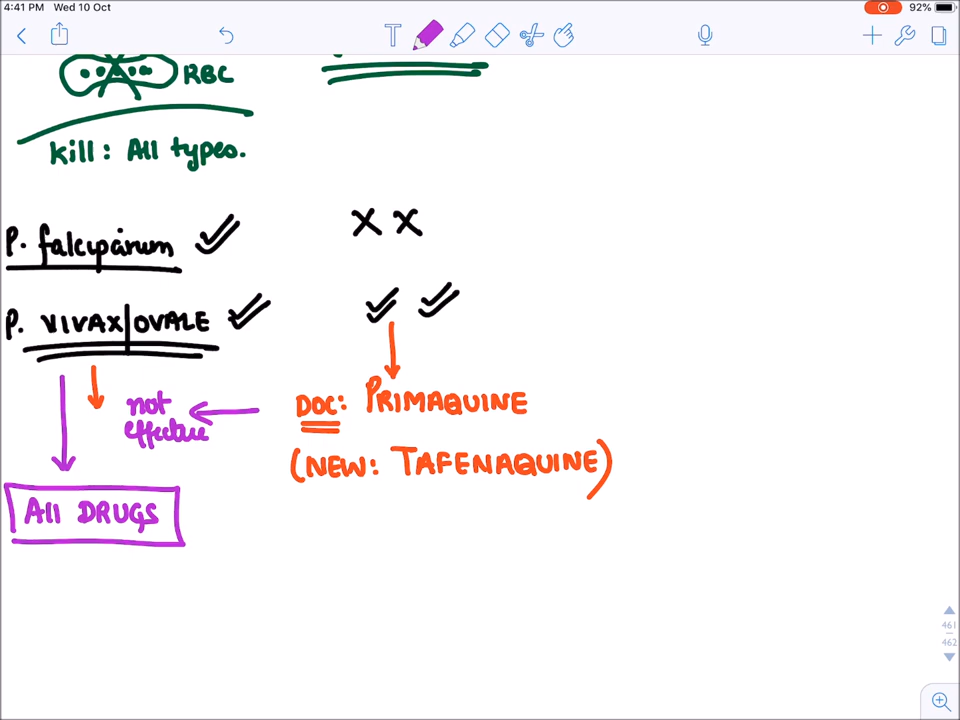 4:41 PM Wed 10 Oct
92%
T
RBC
Kill: All types.
P. falciparum
X X
P. VIVAX|OVALE
DOC: PRIMAQUINE
not effective
(NEW: TAFENAQUINE)
All DRUGS
461
462